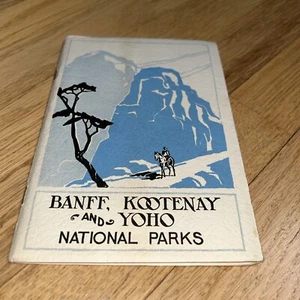 BANFF, KOOTENAY
AND YOHO
NATIONAL PARKS